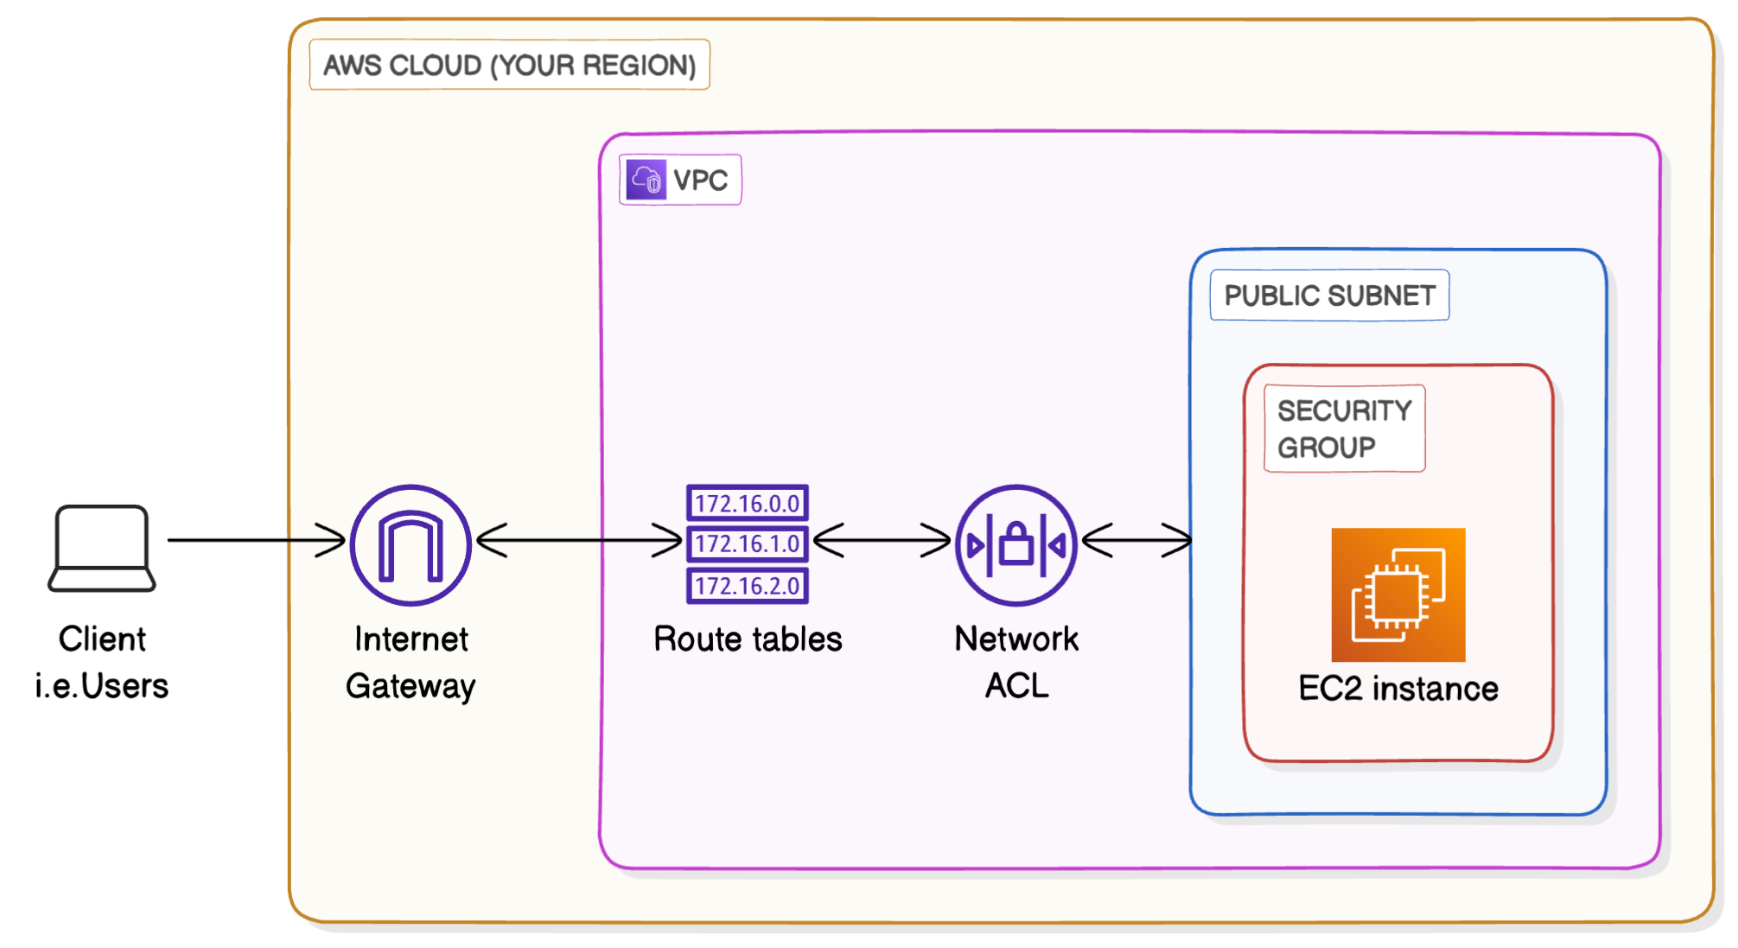 AWS CLOUD (YOUR REGION)
VPC
PUBLIC SUBNET
SECURITY
GROUP
172.16.0.0
172.16.1.0
172.16.2.0
Client
i.e.Users
Internet
Gateway
Route tables
Network
ACL
EC2 instance